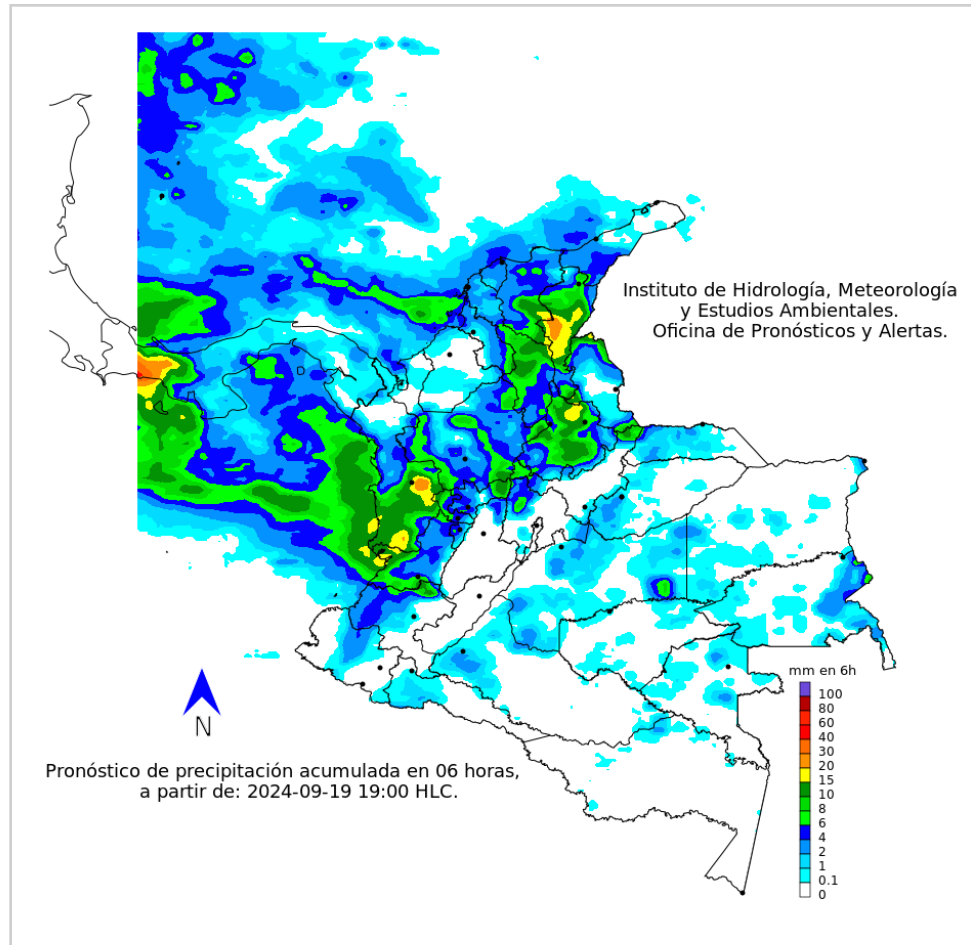 Instituto de Hidrología, Meteorología
y Estudios Ambientales.
Oficina de Pronósticos y Alertas.
mm en 6h
100
80
60
40
30
20
15
10
8
6
4
2
1
0.1
0
N
Pronóstico de precipitación acumulada en 06 horas,
a partir de: 2024-09-19 19:00 HLC.